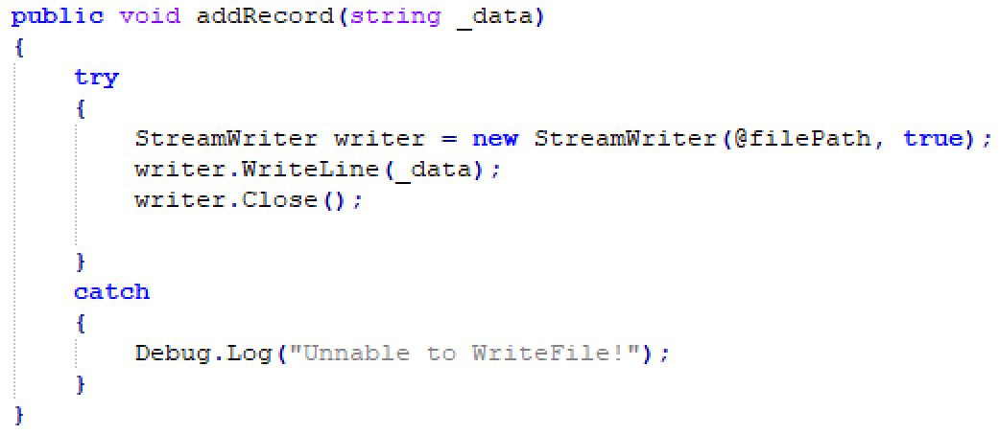 public void addRecord(string _data)
{
try
{
StreamWriter writer = new StreamWriter(@filePath, true);
writer.WriteLine(_data);
writer.Close();
}
catch
{
Debug.Log("Unnable to WriteFile!");
}
}